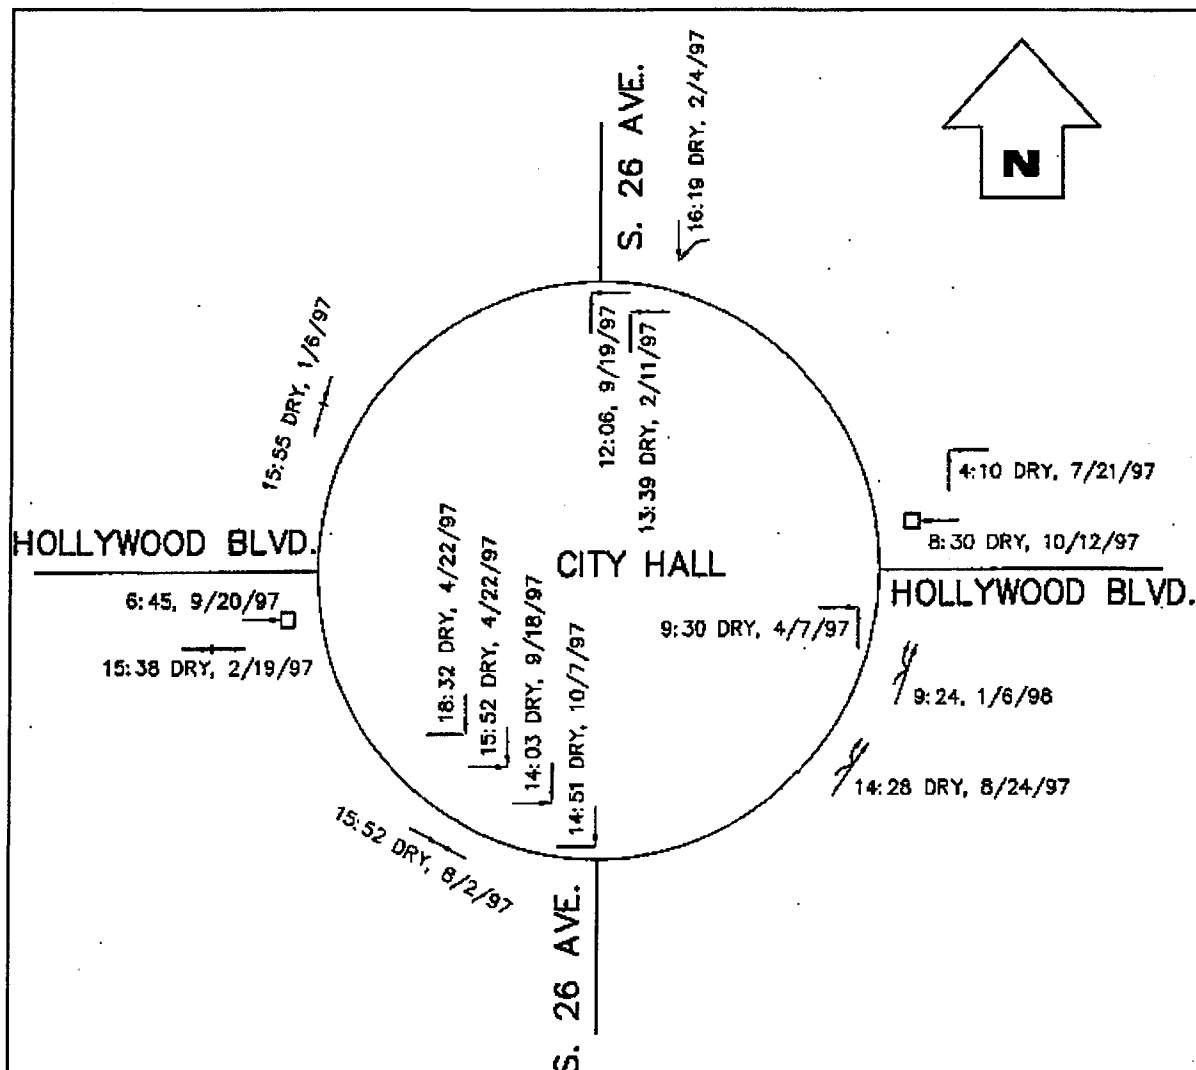 S. 26 AVE.
16:19 DRY, 2/4/97
N
15:55 DRY, 1/6/97
12:06, 9/19/97
13:39 DRY, 2/11/97
4:10 DRY, 7/21/97
8:30 DRY, 10/12/97
HOLLYWOOD BLVD.
CITY HALL
HOLLYWOOD BLVD.
6:45, 9/20/97
15:38 DRY, 2/19/97
18:32 DRY, 4/22/97
15:52 DRY, 4/22/97
14:03 DRY, 9/18/97
14:51 DRY, 10/7/97
9:30 DRY, 4/7/97
9:24, 1/6/98
14:28 DRY, 8/24/97
15:52 DRY, 8/2/97
S. 26 AVE.